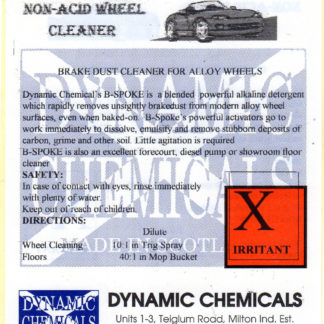 NON-ACID WHEEL
CLEANER
BRAKE DUST CLEANER FOR ALLOY WHEELS
Dynamic Chemical's B-SPOKE is a blended powerful alkaline detergent
which rapidly removes unsightly brakedust from modern alloy wheel
surfaces, even when baked-on. B-Spoke's powerful activators go to
work immediately to dissolve, emulsify and remove stubborn deposits of
carbon, grime and other soil. Little agitation is required
B-SPOKE is also an excellent forecourt, diesel pump or showroom floor
cleaner
SAFETY:
In case of contact with eyes, rinse immediately
with plenty of water.
Keep out of reach of children.
DIRECTIONS:
Dilute
Wheel Cleaning 10:1 in Trig Spray
Floors 40:1 in Mop Bucket
X
IRRITANT
DYNAMIC
CHEMICALS
DYNAMIC CHEMICALS
Units 1-3, Telglum Road, Milton Ind. Est.